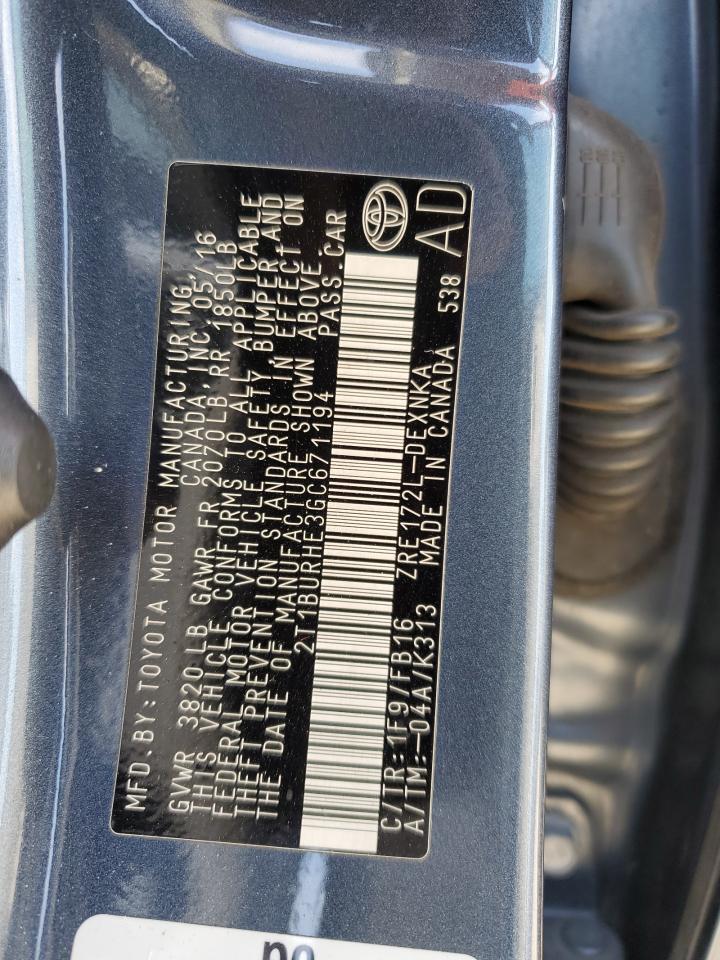 MFD.BY:TOYOTA MOTOR MANUFACTURING
CANADA, INC. 05/16
GVWR 3820LB GAWR FR 2070LB RR 1850LB
THIS VEHICLE CONFORMS TO ALL APPLICABLE
FEDERAL MOTOR VEHICLE SAFETY, BUMPER AND
THEFT PREVENTION STANDARDS IN EFFECT ON
THE DATE OF MANUFACTURE SHOWN ABOVE.
2T1BURHE3GC671194 PASS.CAR
C/TR:1F9/FB16 ZRE172L-DEXNKA
A/TM:-04A/K313 MADE IN CANADA 538
AD